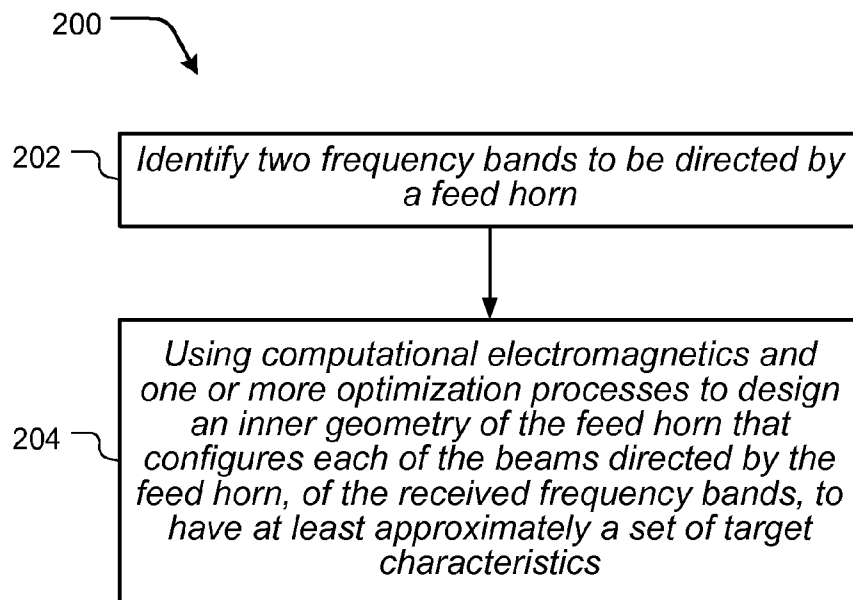 200
202
Identify two frequency bands to be directed by
a feed horn
204
Using computational electromagnetics and
one or more optimization processes to design
an inner geometry of the feed horn that
configures each of the beams directed by the
feed horn, of the received frequency bands, to
have at least approximately a set of target
characteristics